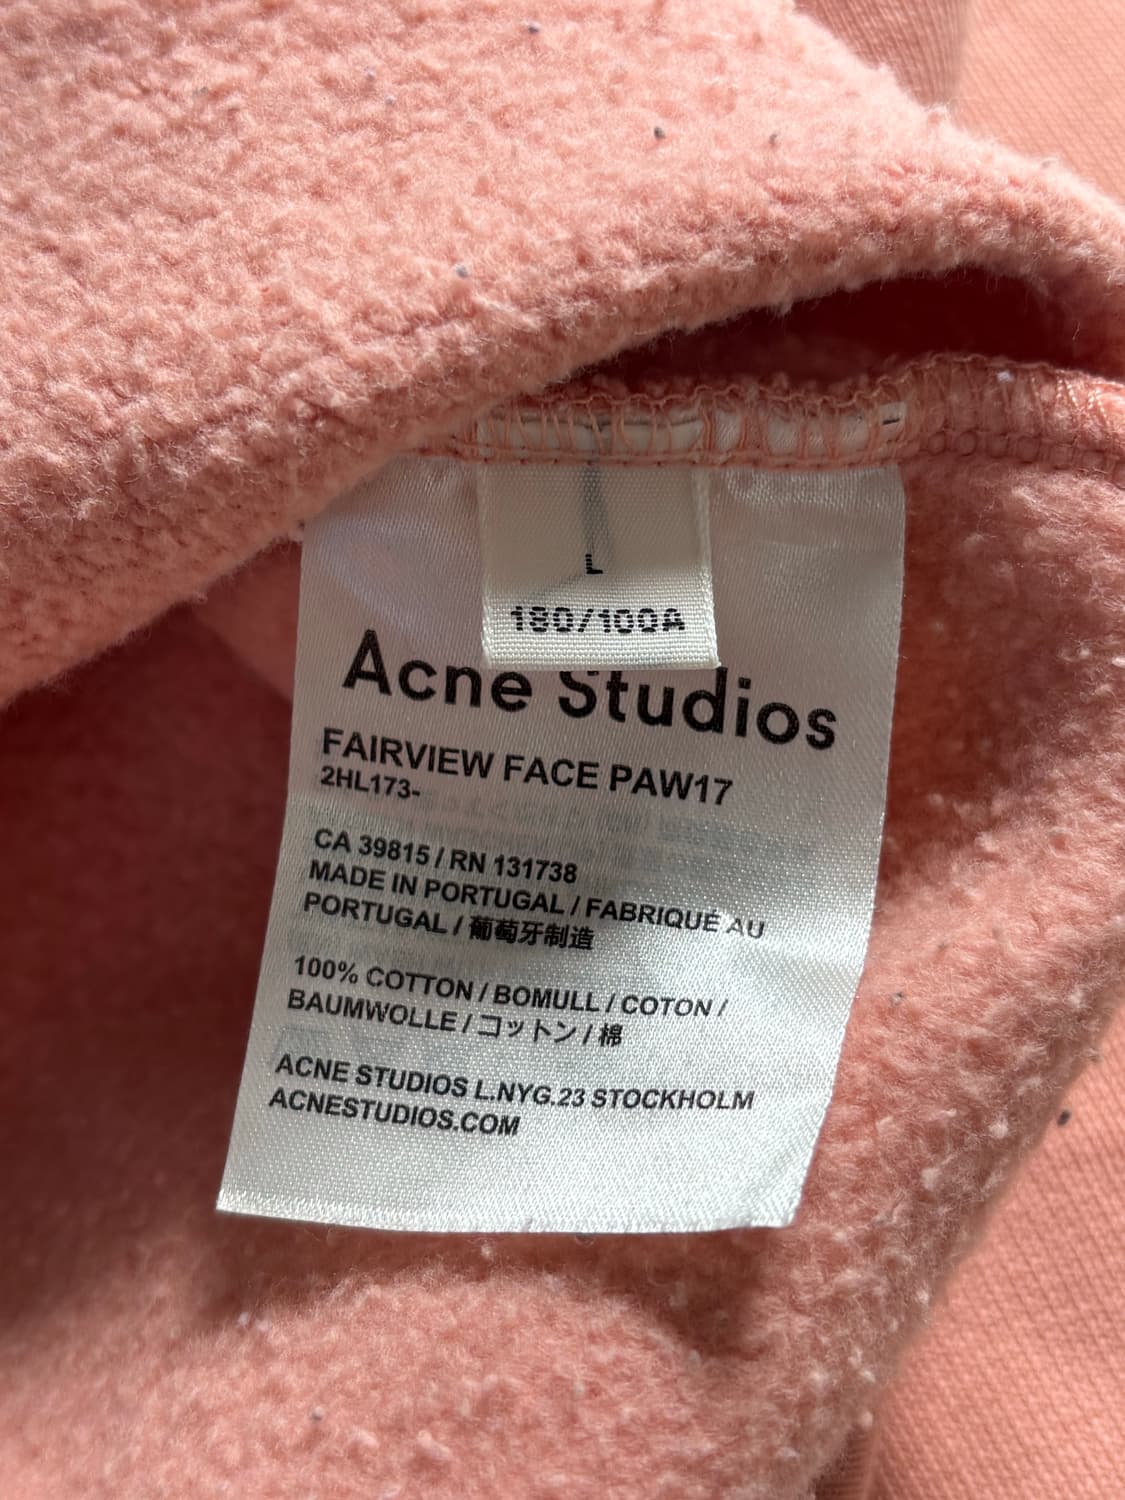 L
180/100A
Acne Studios
FAIRVIEW FACE PAW17
2HL173-
CA 39815 / RN 131738
MADE IN PORTUGAL / FABRIQUÉ AU
PORTUGAL / 葡萄牙制造
100% COTTON / BOMULL / COTON /
BAUMWOLLE / コットン / 棉
ACNE STUDIOS L.NYG.23 STOCKHOLM
ACNESTUDIOS.COM